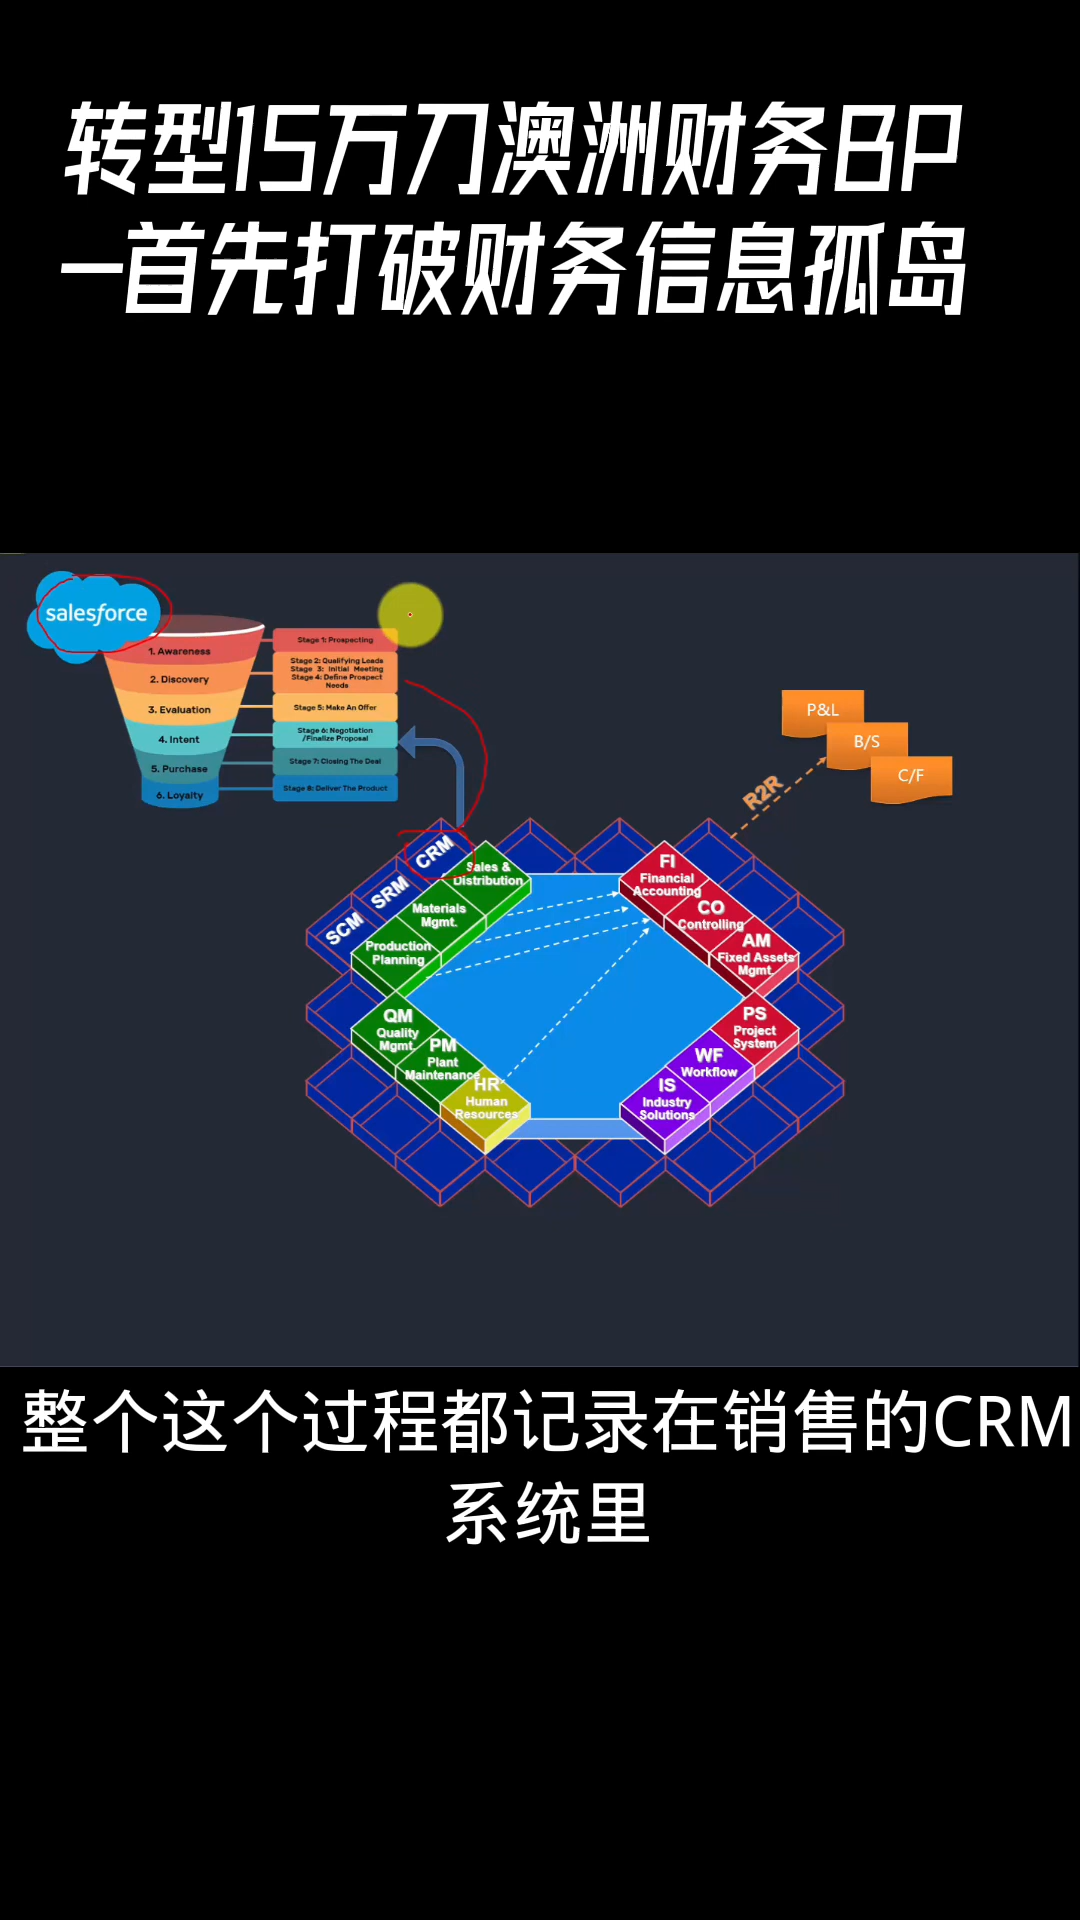 转型15万刀澳洲财务BP
—首先打破财务信息孤岛
salesforce
1. Awareness
2. Discovery
3. Evaluation
4. Intent
5. Purchase
6. Loyalty
Stage 1: Prospecting
Stage 2: Qualifying Leads
Stage 3: Initial Meeting
Stage 4: Define Prospect
Needs
Stage 5: Make An Offer
Stage 6: Negotiation
/Finalize Proposal
Stage 7: Closing The Deal
Stage 8: Deliver The Product
P&L
B/S
C/F
R2R
CRM
SRM
SCM
Sales &
Distribution
Materials
Mgmt.
Production
Planning
QM
Quality
Mgmt.
PM
Plant
Maintenance
HR
Human
Resources
FI
Financial
Accounting
CO
Controlling
AM
Fixed Assets
Mgmt.
PS
Project
System
WF
Workflow
IS
Industry
Solutions
整个这个过程都记录在销售的CRM
系统里